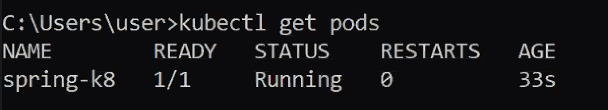 C:\Users\user>kubectl get pods
NAME READY STATUS RESTARTS AGE
spring-k8 1/1 Running 0 33s